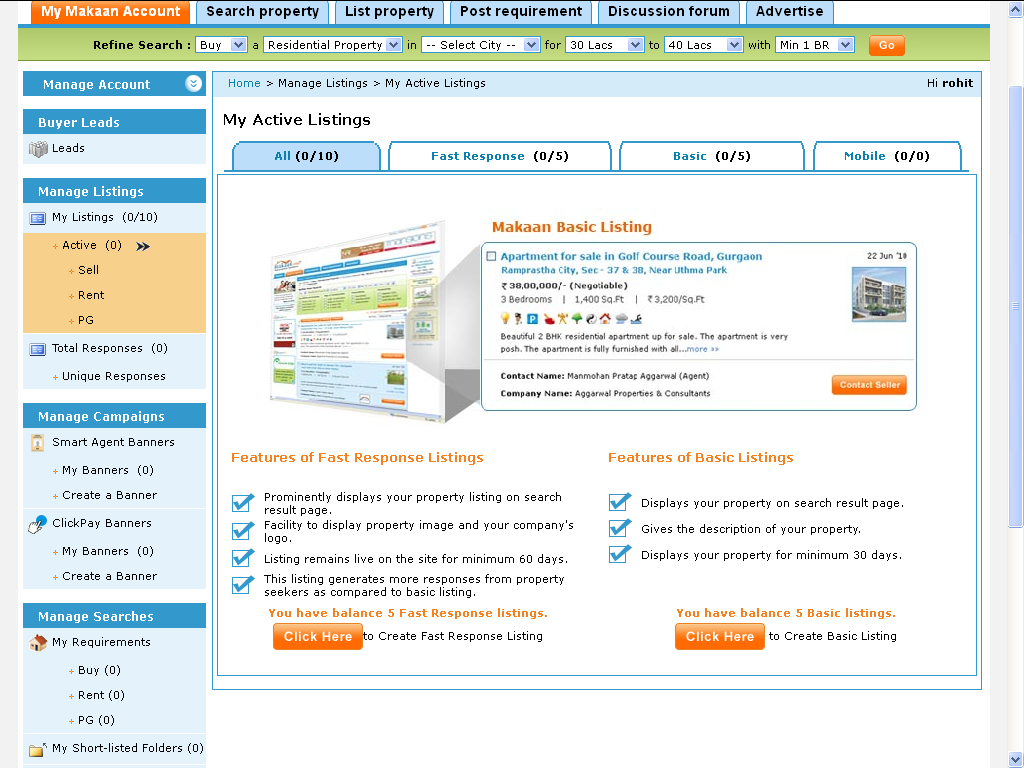 My Makaan Account
Search property
List property
Post requirement
Discussion forum
Advertise
Refine Search : Buy a Residential Property in -- Select City -- for 30 Lacs to 40 Lacs with Min 1 BR Go
Manage Account
Buyer Leads
Leads
Manage Listings
My Listings (0/10)
Active (0)
Sell
Rent
PG
Total Responses (0)
Unique Responses
Manage Campaigns
Smart Agent Banners
My Banners (0)
Create a Banner
ClickPay Banners
My Banners (0)
Create a Banner
Manage Searches
My Requirements
Buy (0)
Rent (0)
PG (0)
My Short-listed Folders (0)
Home > Manage Listings > My Active Listings
Hi rohit
My Active Listings
All (0/10)
Fast Response (0/5)
Basic (0/5)
Mobile (0/0)
Makaan Basic Listing
Apartment for sale in Golf Course Road, Gurgaon
22 Jun '10
Ramprastha City, Sec - 37 & 38, Near Uthma Park
₹ 38,00,000/- (Negotiable)
3 Bedrooms | 1,400 Sq.Ft | ₹3,200/Sq.Ft
Beautiful 2 BHK residential apartment up for sale. The apartment is very
posh. The apartment is fully furnished with all...more >>
Contact Name: Manmohan Pratap Aggarwal (Agent)
Company Name: Aggarwal Properties & Consultants
Contact Seller
Features of Fast Response Listings
Prominently displays your property listing on search
result page.
Facility to display property image and your company's
logo.
Listing remains live on the site for minimum 60 days.
This listing generates more responses from property
seekers as compared to basic listing.
You have balance 5 Fast Response listings.
Click Here to Create Fast Response Listing
Features of Basic Listings
Displays your property on search result page.
Gives the description of your property.
Displays your property for minimum 30 days.
You have balance 5 Basic listings.
Click Here to Create Basic Listing